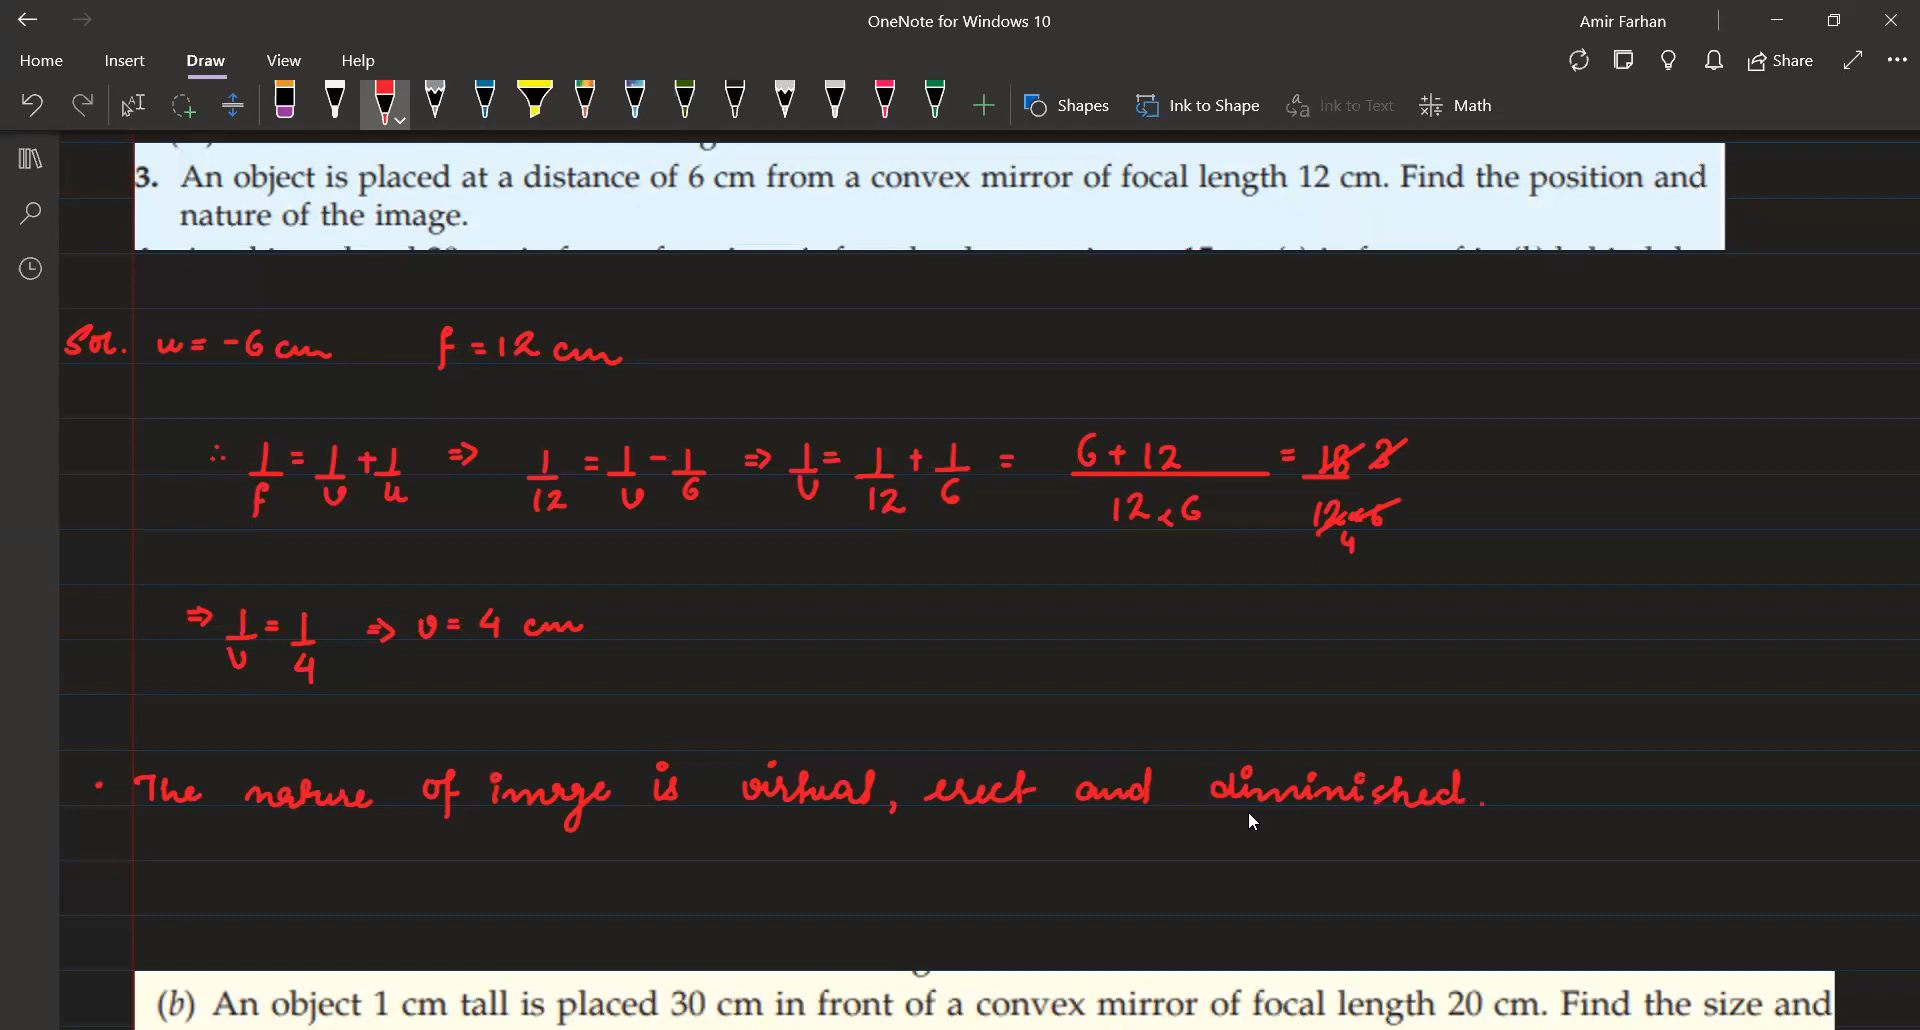 OneNote for Windows 10
Amir Farhan
Home Insert Draw View Help
Share
Shapes Ink to Shape Ink to Text Math
3. An object is placed at a distance of 6 cm from a convex mirror of focal length 12 cm. Find the position and
nature of the image.
Sol. u = -6 cm f = 12 cm
∴ 1/f = 1/v + 1/u ⇒ 1/12 = 1/v - 1/6 ⇒ 1/v = 1/12 + 1/6 = (6 + 12)/(12 × 6) =
⇒ 1/v = 1/4 ⇒ v = 4 cm
• The nature of image is virtual, erect and diminished.
(b) An object 1 cm tall is placed 30 cm in front of a convex mirror of focal length 20 cm. Find the size and